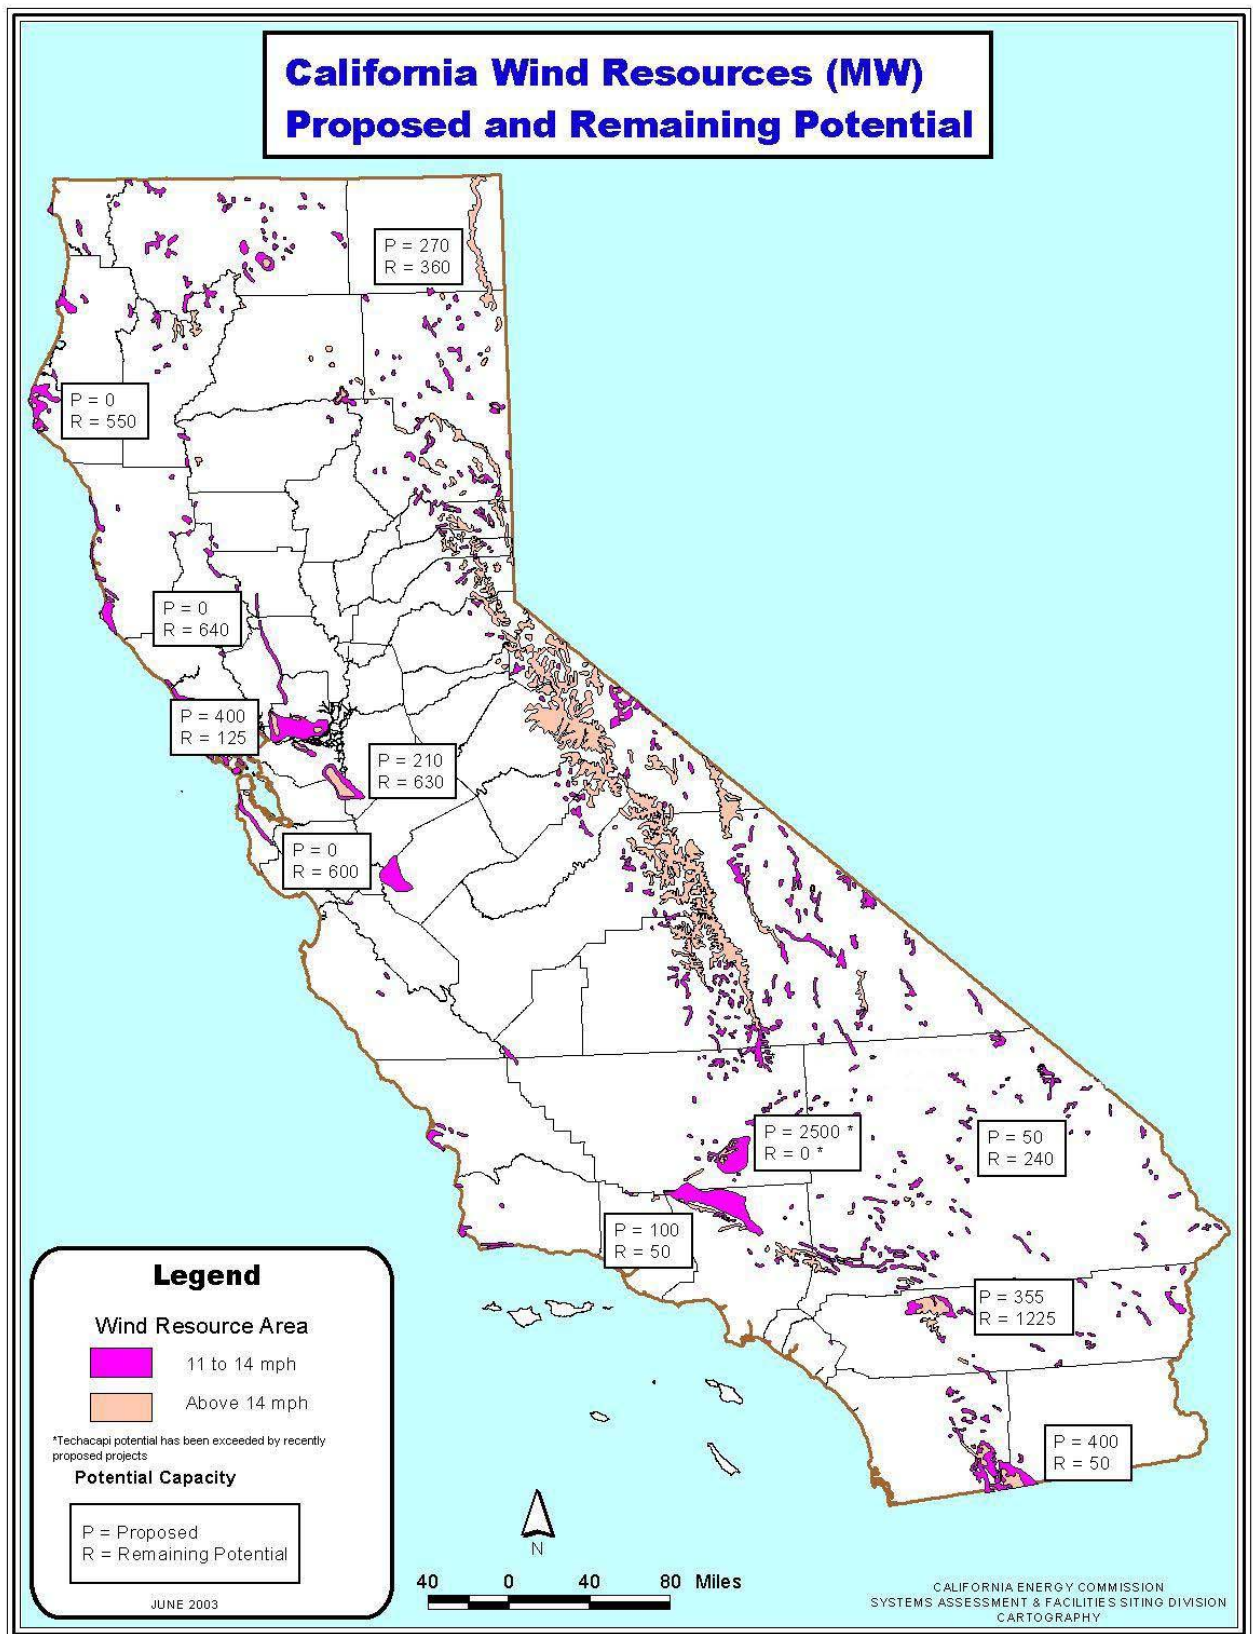 California Wind Resources (MW)
Proposed and Remaining Potential
P = 270
R = 360
P = 0
R = 550
P = 0
R = 640
P = 400
R = 125
P = 210
R = 630
P = 0
R = 600
P = 2500 *
R = 0 *
P = 50
R = 240
P = 100
R = 50
P = 355
R = 1225
P = 400
R = 50
Legend
Wind Resource Area
11 to 14 mph
Above 14 mph
*Techacapi potential has been exceeded by recently
proposed projects
Potential Capacity
P = Proposed
R = Remaining Potential
JUNE 2003
N
40 0 40 80 Miles
CALIFORNIA ENERGY COMMISSION
SYSTEMS ASSESSMENT & FACILITIES SITING DIVISION
CARTOGRAPHY